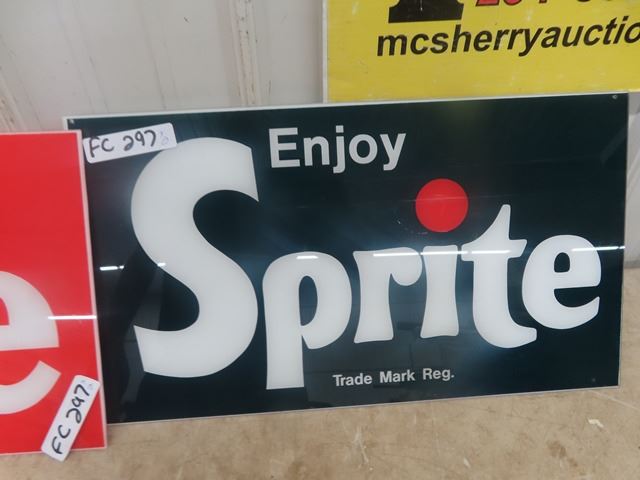 mcsherryauctio
FC 297
Enjoy
Sprite
Trade Mark Reg.
e
FC 297